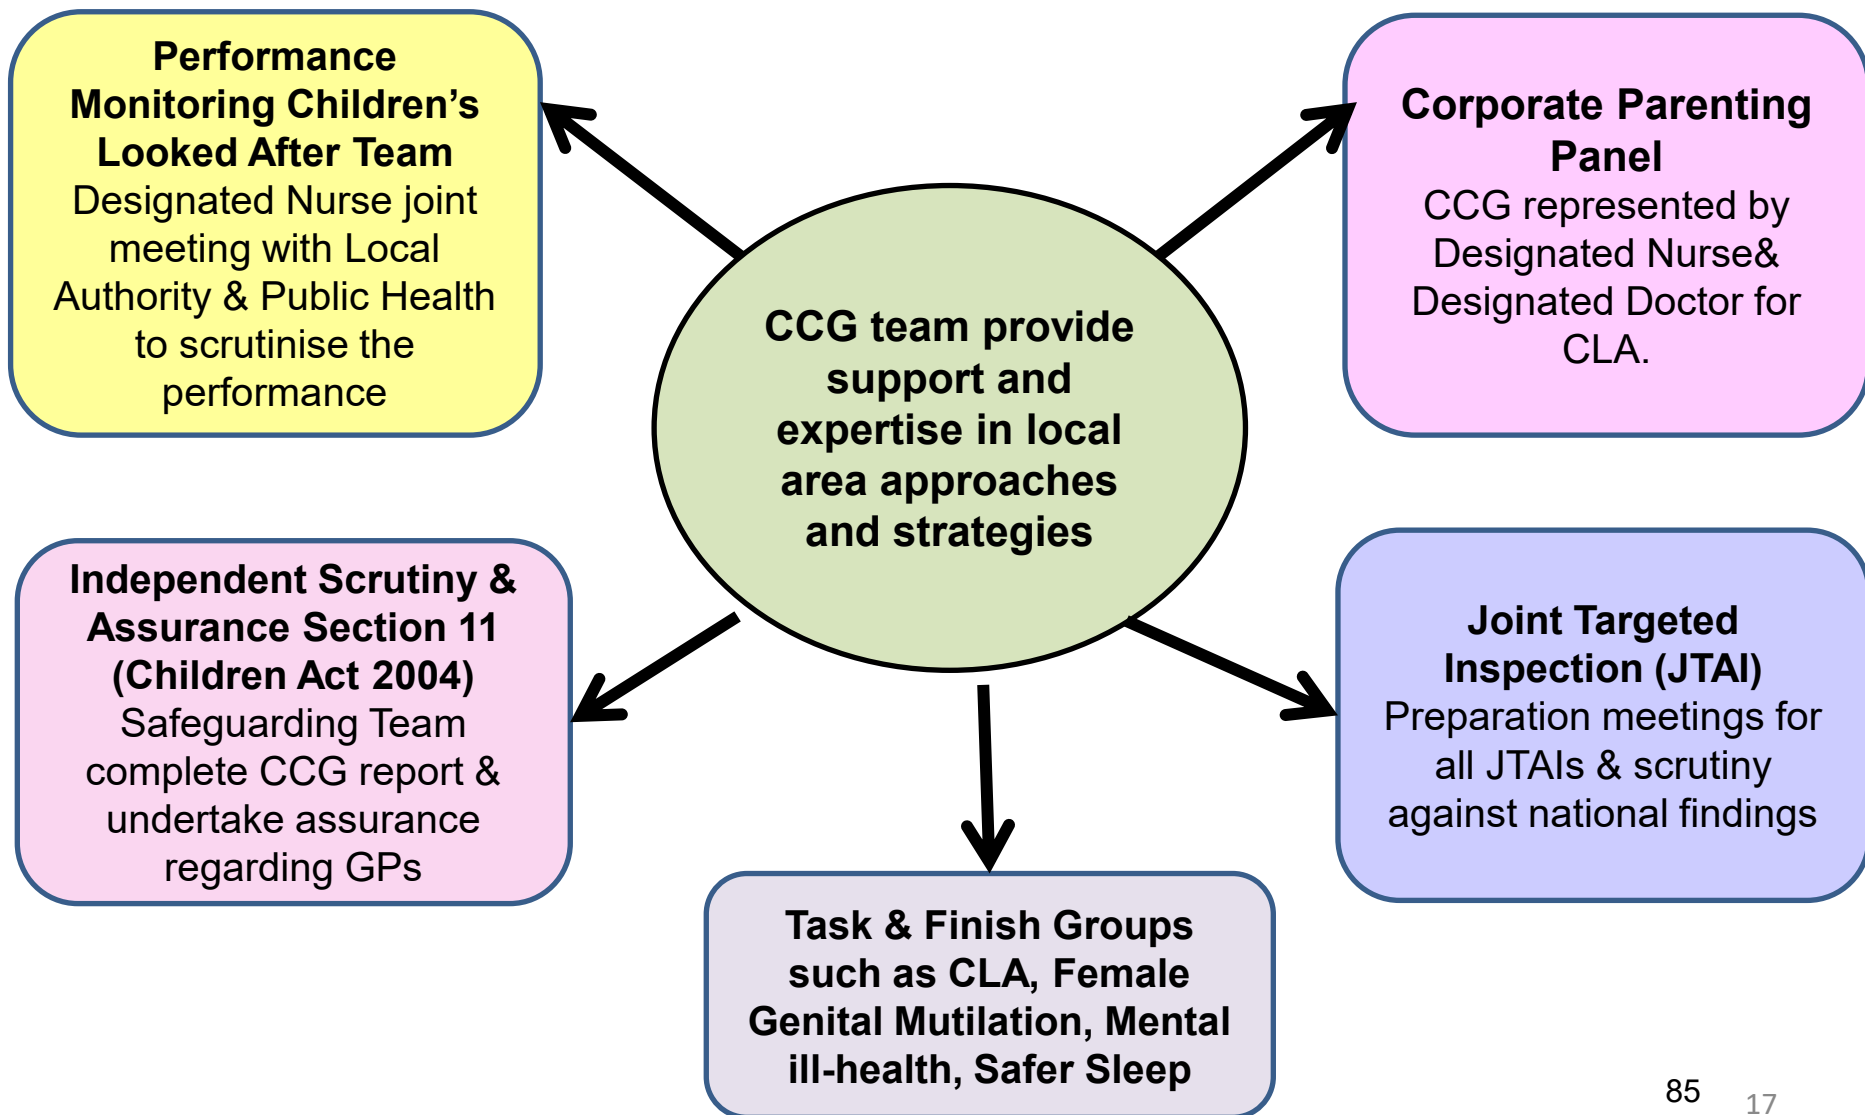 Performance
Monitoring Children’s
Looked After Team
Designated Nurse joint
meeting with Local
Authority & Public Health
to scrutinise the
performance
Corporate Parenting
Panel
CCG represented by
Designated Nurse&
Designated Doctor for
CLA.
CCG team provide
support and
expertise in local
area approaches
and strategies
Independent Scrutiny &
Assurance Section 11
(Children Act 2004)
Safeguarding Team
complete CCG report &
undertake assurance
regarding GPs
Joint Targeted
Inspection (JTAI)
Preparation meetings for
all JTAIs & scrutiny
against national findings
Task & Finish Groups
such as CLA, Female
Genital Mutilation, Mental
ill-health, Safer Sleep
85
17